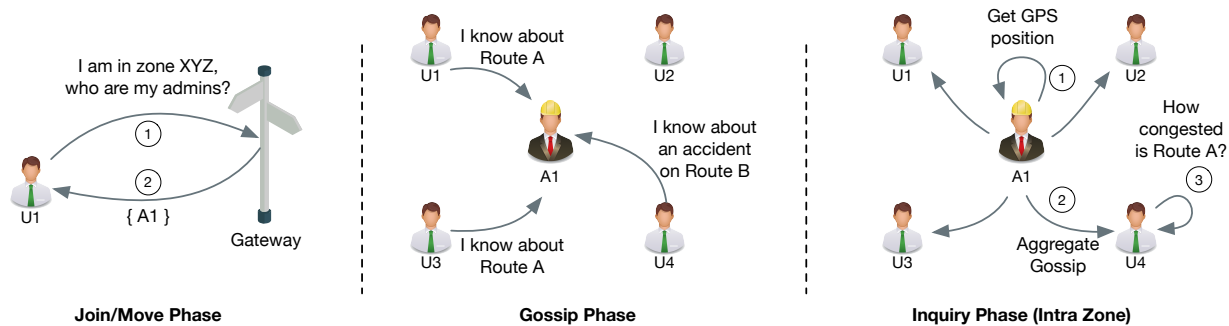 I am in zone XYZ,
who are my admins?
1
2
U1
{ A1 }
Gateway
Join/Move Phase
U1
I know about
Route A
U2
A1
I know about
an accident
on Route B
U3
I know about
Route A
U4
Gossip Phase
Get GPS
position
U1
1
U2
A1
How
congested
is Route A?
3
2
U3
Aggregate
Gossip
U4
Inquiry Phase (Intra Zone)